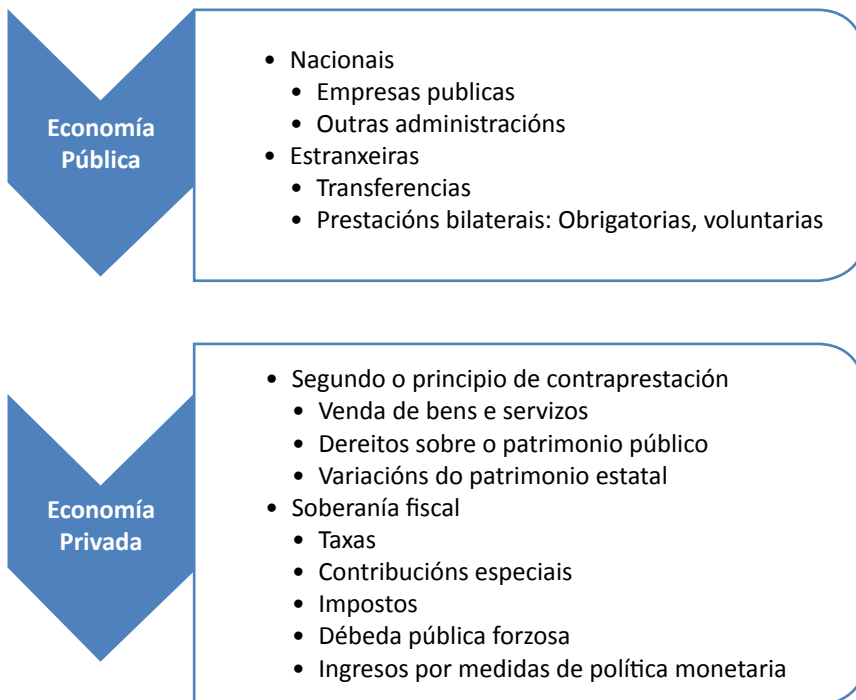 Economía
Pública
• Nacionais
• Empresas publicas
• Outras administracións
• Estranxeiras
• Transferencias
• Prestacións bilaterais: Obrigatorias, voluntarias
Economía
Privada
• Segundo o principio de contraprestación
• Venda de bens e servizos
• Dereitos sobre o patrimonio público
• Variacións do patrimonio estatal
• Soberanía fiscal
• Taxas
• Contribucións especiais
• Impostos
• Débeda pública forzosa
• Ingresos por medidas de política monetaria